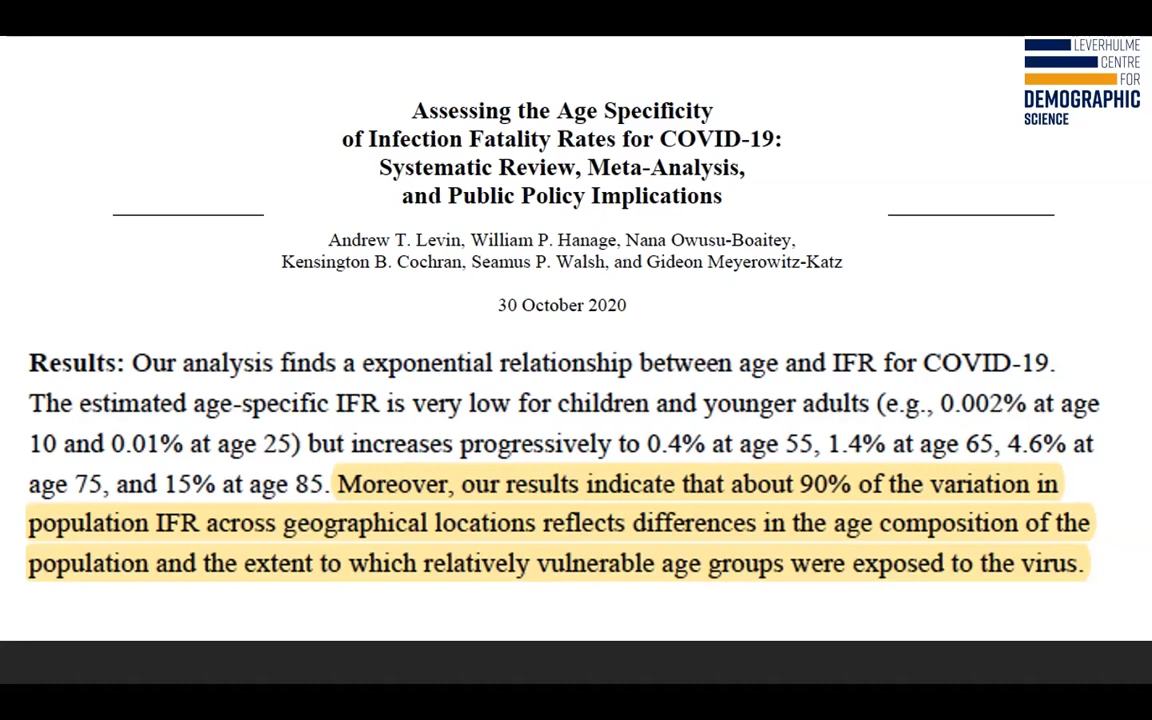 LEVERHULME
CENTRE
FOR
DEMOGRAPHIC
SCIENCE
Assessing the Age Specificity
of Infection Fatality Rates for COVID-19:
Systematic Review, Meta-Analysis,
and Public Policy Implications
Andrew T. Levin, William P. Hanage, Nana Owusu-Boaitey,
Kensington B. Cochran, Seamus P. Walsh, and Gideon Meyerowitz-Katz
30 October 2020
Results: Our analysis finds a exponential relationship between age and IFR for COVID-19.
The estimated age-specific IFR is very low for children and younger adults (e.g., 0.002% at age
10 and 0.01% at age 25) but increases progressively to 0.4% at age 55, 1.4% at age 65, 4.6% at
age 75, and 15% at age 85. Moreover, our results indicate that about 90% of the variation in
population IFR across geographical locations reflects differences in the age composition of the
population and the extent to which relatively vulnerable age groups were exposed to the virus.